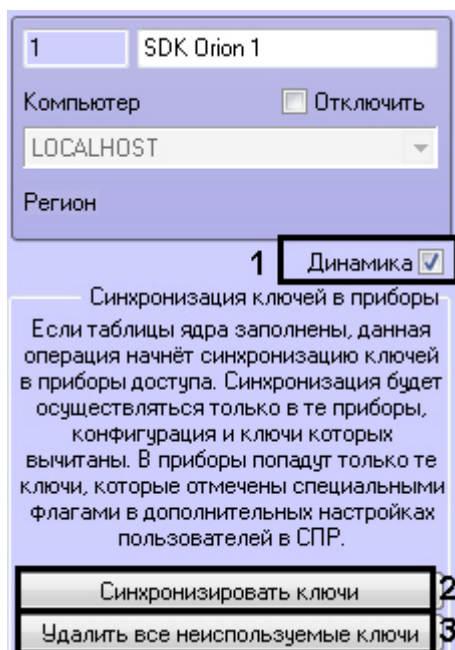 1 SDK Orion 1
Компьютер Отключить
LOCALHOST
Регион
1 Динамика
Синхронизация ключей в приборы
Если таблицы ядра заполнены, данная
операция начнёт синхронизацию ключей
в приборы доступа. Синхронизация будет
осуществляться только в те приборы,
конфигурация и ключи которых
вычитаны. В приборы попадут только те
ключи, которые отмечены специальными
флагами в дополнительных настройках
пользователей в СПР.
Синхронизировать ключи 2
Удалить все неиспользуемые ключи 3